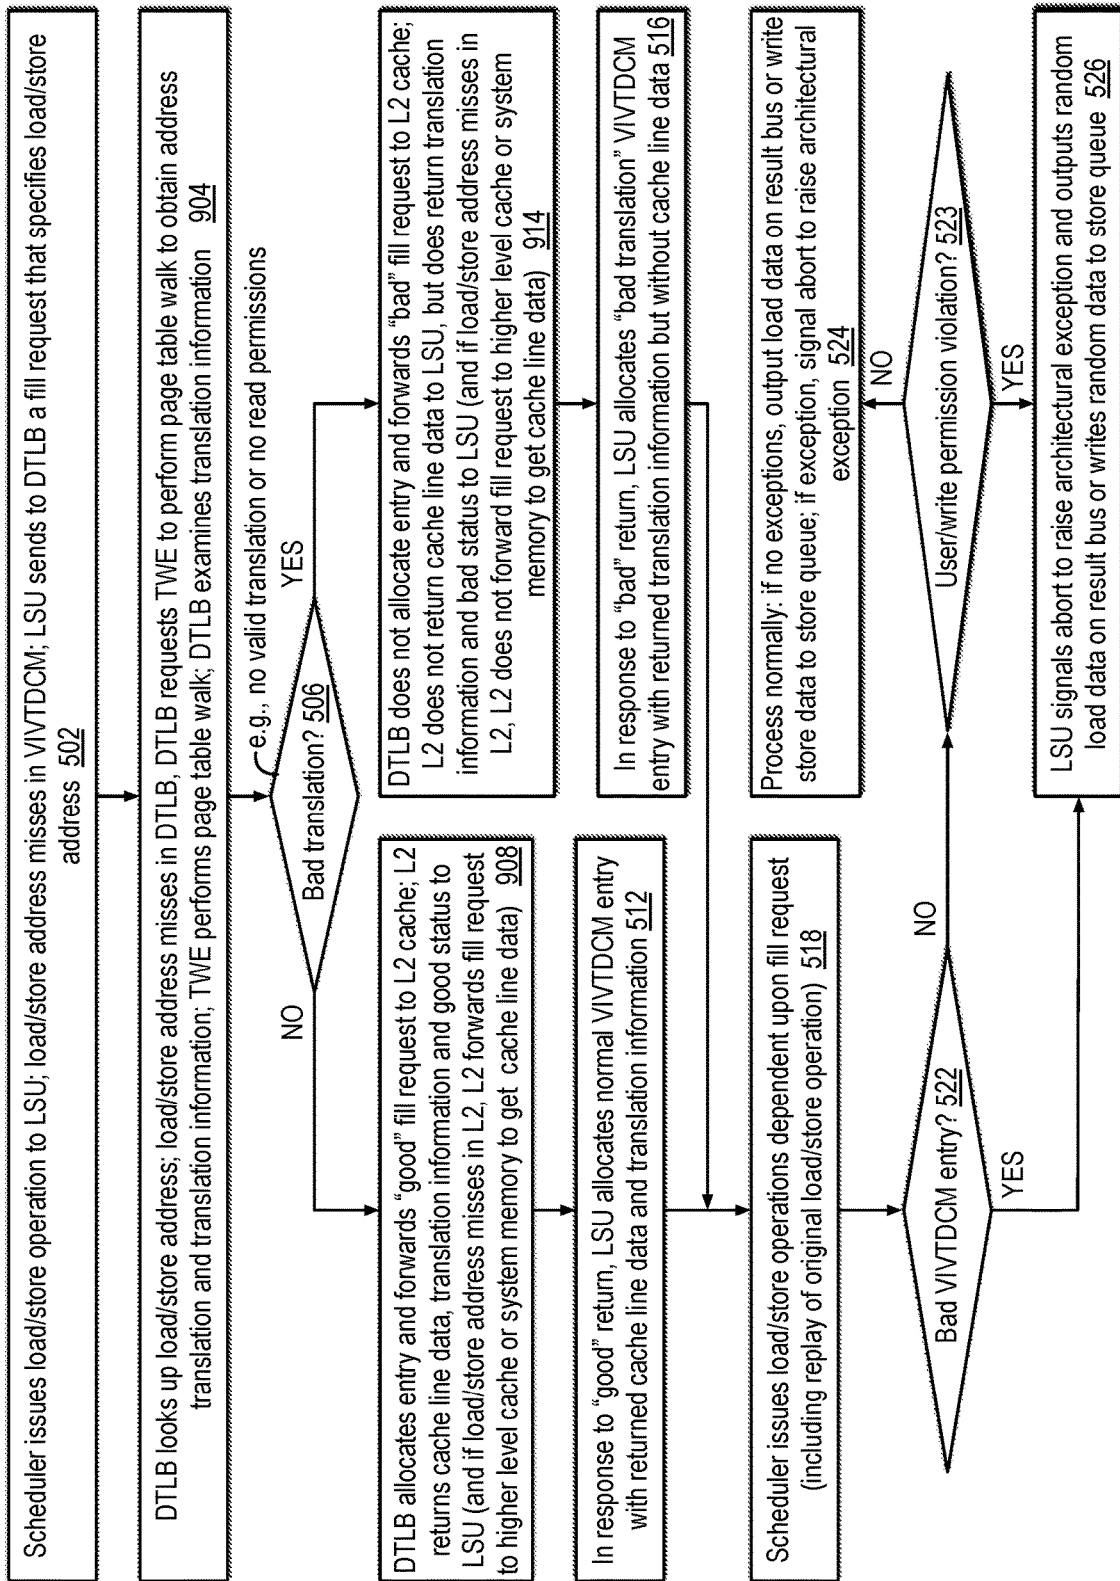 Scheduler issues load/store operation to LSU; load/store address misses in VIVTDCM; LSU sends to DTLB a fill request that specifies load/store
address 502
DTLB looks up load/store address; load/store address misses in DTLB, DTLB requests TWE to perform page table walk to obtain address
translation and translation information; TWE performs page table walk; DTLB examines translation information 904
e.g., no valid translation or no read permissions
Bad translation? 506
NO
YES
DTLB allocates entry and forwards “good” fill request to L2 cache; L2
returns cache line data, translation information and good status to
LSU (and if load/store address misses in L2, L2 forwards fill request
to higher level cache or system memory to get cache line data) 908
DTLB does not allocate entry and forwards “bad” fill request to L2 cache;
L2 does not return cache line data to LSU, but does return translation
information and bad status to LSU (and if load/store address misses in
L2, L2 does not forward fill request to higher level cache or system
memory to get cache line data) 914
In response to “good” return, LSU allocates normal VIVTDCM entry
with returned cache line data and translation information 512
In response to “bad” return, LSU allocates “bad translation” VIVTDCM
entry with returned translation information but without cache line data 516
Scheduler issues load/store operations dependent upon fill request
(including replay of original load/store operation) 518
Process normally: if no exceptions, output load data on result bus or write
store data to store queue; if exception, signal abort to raise architectural
exception 524
Bad VIVTDCM entry? 522
NO
YES
User/write permission violation? 523
NO
YES
LSU signals abort to raise architectural exception and outputs random
load data on result bus or writes random data to store queue 526